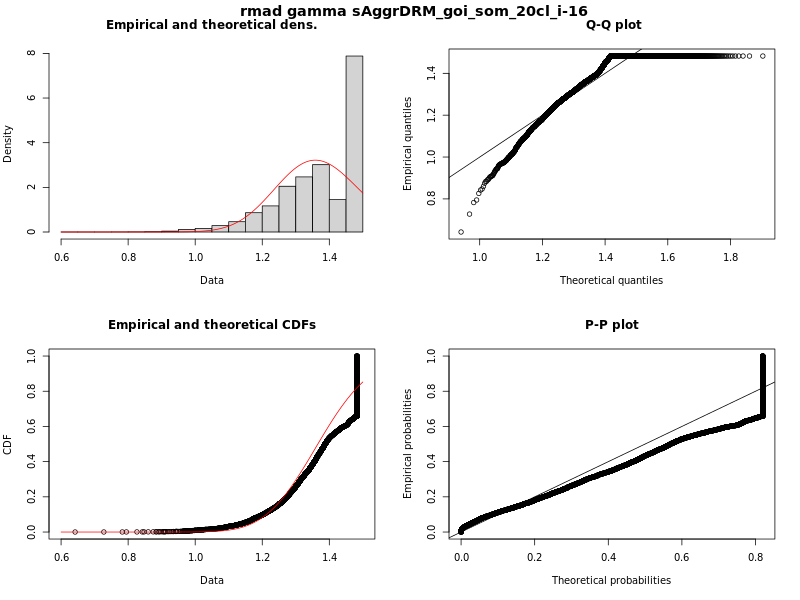 rmad gamma sAggrDRM_goi_som_20cl_i-16
Empirical and theoretical dens.
Density
0 2 4 6 8
0.6 0.8 1.0 1.2 1.4
Data
Q-Q plot
Empirical quantiles
0.8 1.0 1.2 1.4
1.0 1.2 1.4 1.6 1.8
Theoretical quantiles
Empirical and theoretical CDFs
CDF
0.0 0.2 0.4 0.6 0.8 1.0
0.6 0.8 1.0 1.2 1.4
Data
P-P plot
Empirical probabilities
0.0 0.2 0.4 0.6 0.8 1.0
0.0 0.2 0.4 0.6 0.8
Theoretical probabilities